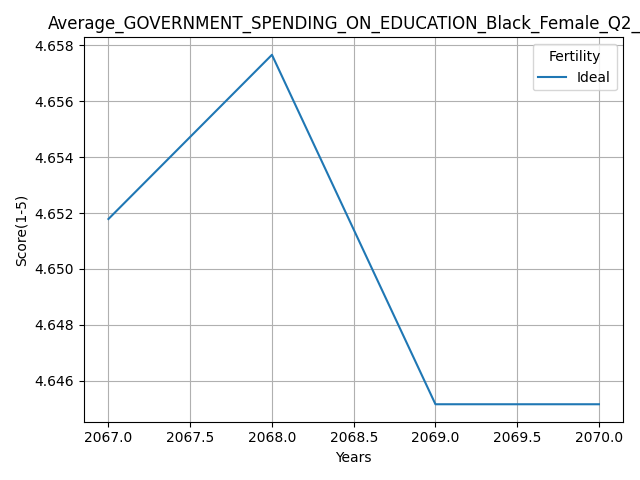 Average_GOVERNMENT_SPENDING_ON_EDUCATION_Black_Female_Q2_
Fertility
Ideal
Score(1-5)
4.658
4.656
4.654
4.652
4.650
4.648
4.646
2067.0 2067.5 2068.0 2068.5 2069.0 2069.5 2070.0
Years